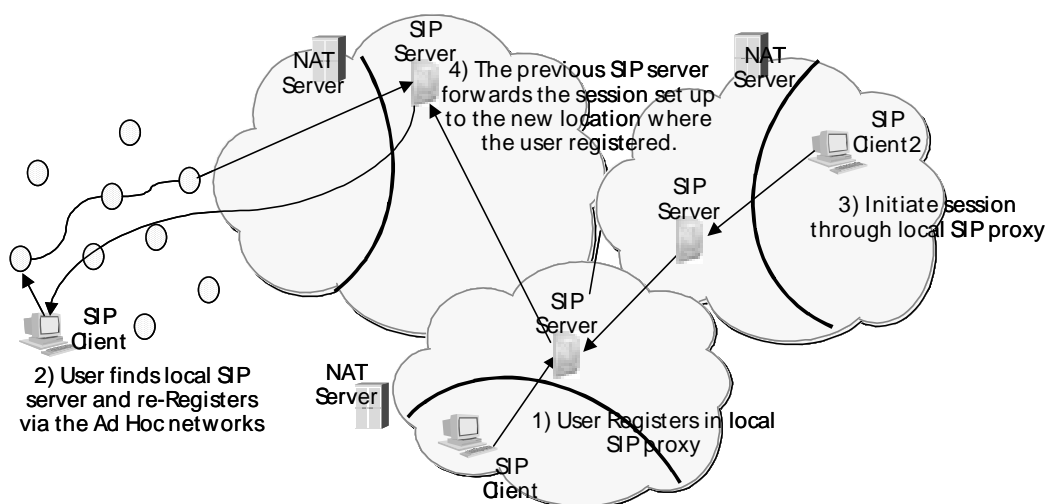 SIP
Server
NAT
Server
4) The previous SIP server
forwards the session set up
to the new location where
the user registered.
NAT
Server
SIP
Client 2
SIP
Server
3) Initiate session
through local SIP proxy
SIP
Client
2) User finds local SIP
server and re-Registers
via the Ad Hoc networks
SIP
Server
NAT
Server
1) User Registers in local
SIP proxy
SIP
Client